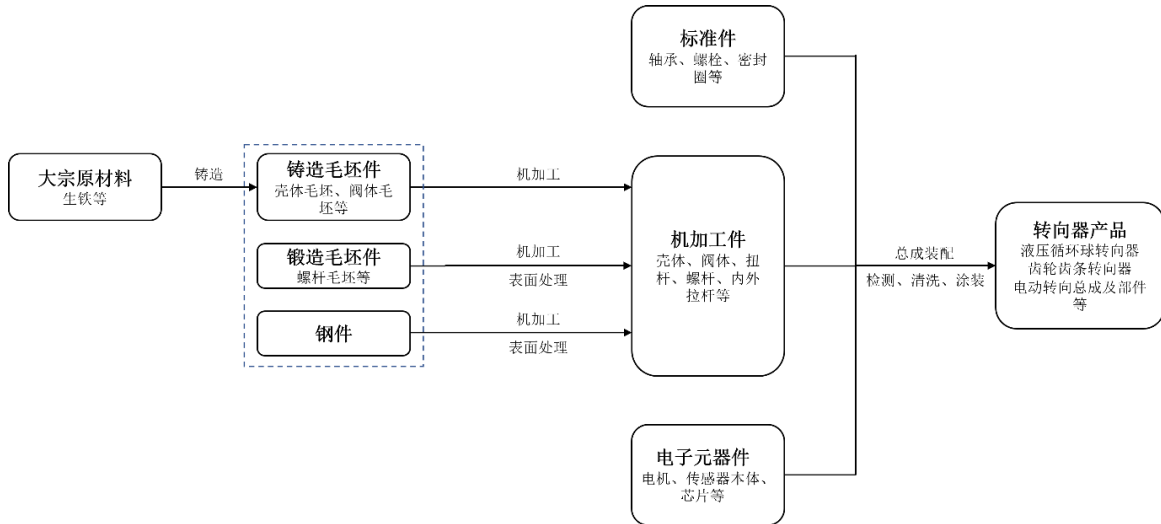 标准件
轴承、螺栓、密封
圈等
大宗原材料
生铁等
铸造
铸造毛坯件
壳体毛坯、阀体毛
坯等
机加工
锻造毛坯件
螺杆毛坯等
机加工
表面处理
钢件
机加工
表面处理
机加工件
壳体、阀体、扭
杆、螺杆、内外
拉杆等
总成装配
检测、清洗、涂装
转向器产品
液压循环球转向器
齿轮齿条转向器
电动转向总成及部件
等
电子元器件
电机、传感器木体、
芯片等